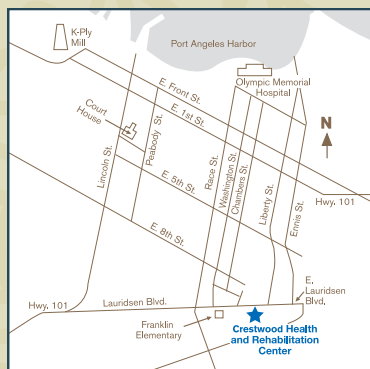 K-Ply
Mill
Port Angeles Harbor
Olympic Memorial
Hospital
E. Front St.
E. 1st St.
Court
House
Peabody St.
Lincoln St.
E. 5th St.
E. 8th St.
Race St.
Washington St.
Chambers St.
Liberty St.
Ennis St.
N
Hwy. 101
E.
Lauridsen
Blvd.
Hwy. 101
Lauridsen Blvd.
Franklin
Elementary
Crestwood Health
and Rehabilitation
Center